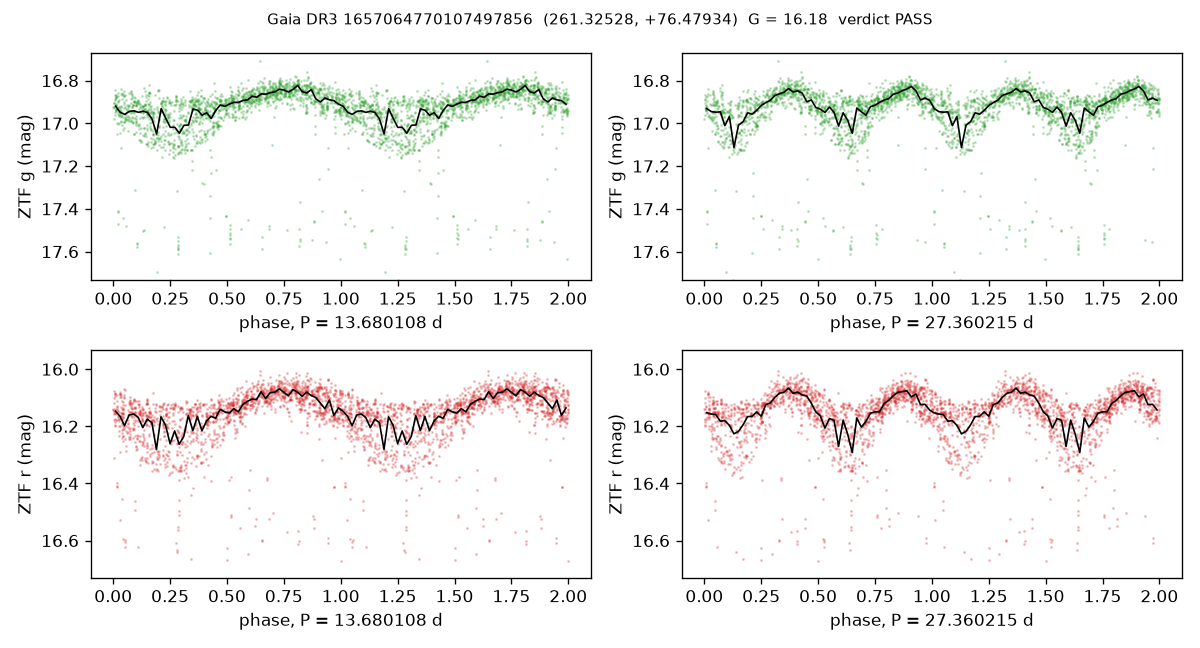 Gaia DR3 1657064770107497856  (261.32528, +76.47934)  G = 16.18  verdict PASS
ZTF g (mag)
16.8
17.0
17.2
17.4
17.6
0.00 0.25 0.50 0.75 1.00 1.25 1.50 1.75 2.00
phase, P = 13.680108 d
ZTF g (mag)
16.8
17.0
17.2
17.4
17.6
0.00 0.25 0.50 0.75 1.00 1.25 1.50 1.75 2.00
phase, P = 27.360215 d
ZTF r (mag)
16.0
16.2
16.4
16.6
0.00 0.25 0.50 0.75 1.00 1.25 1.50 1.75 2.00
phase, P = 13.680108 d
ZTF r (mag)
16.0
16.2
16.4
16.6
0.00 0.25 0.50 0.75 1.00 1.25 1.50 1.75 2.00
phase, P = 27.360215 d